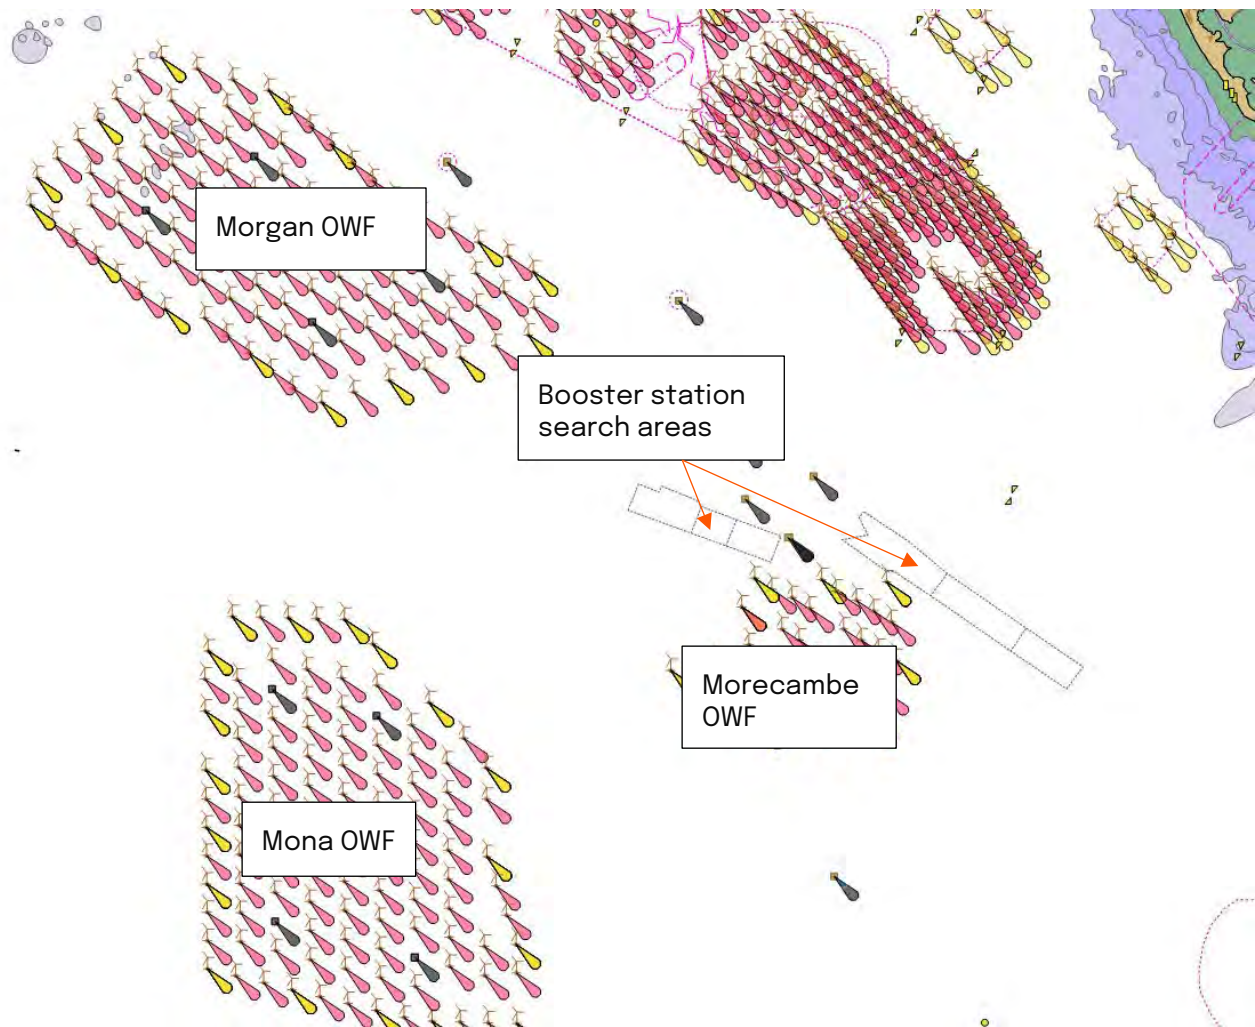 Morgan OWF
Booster station
search areas
Morecambe
OWF
Mona OWF